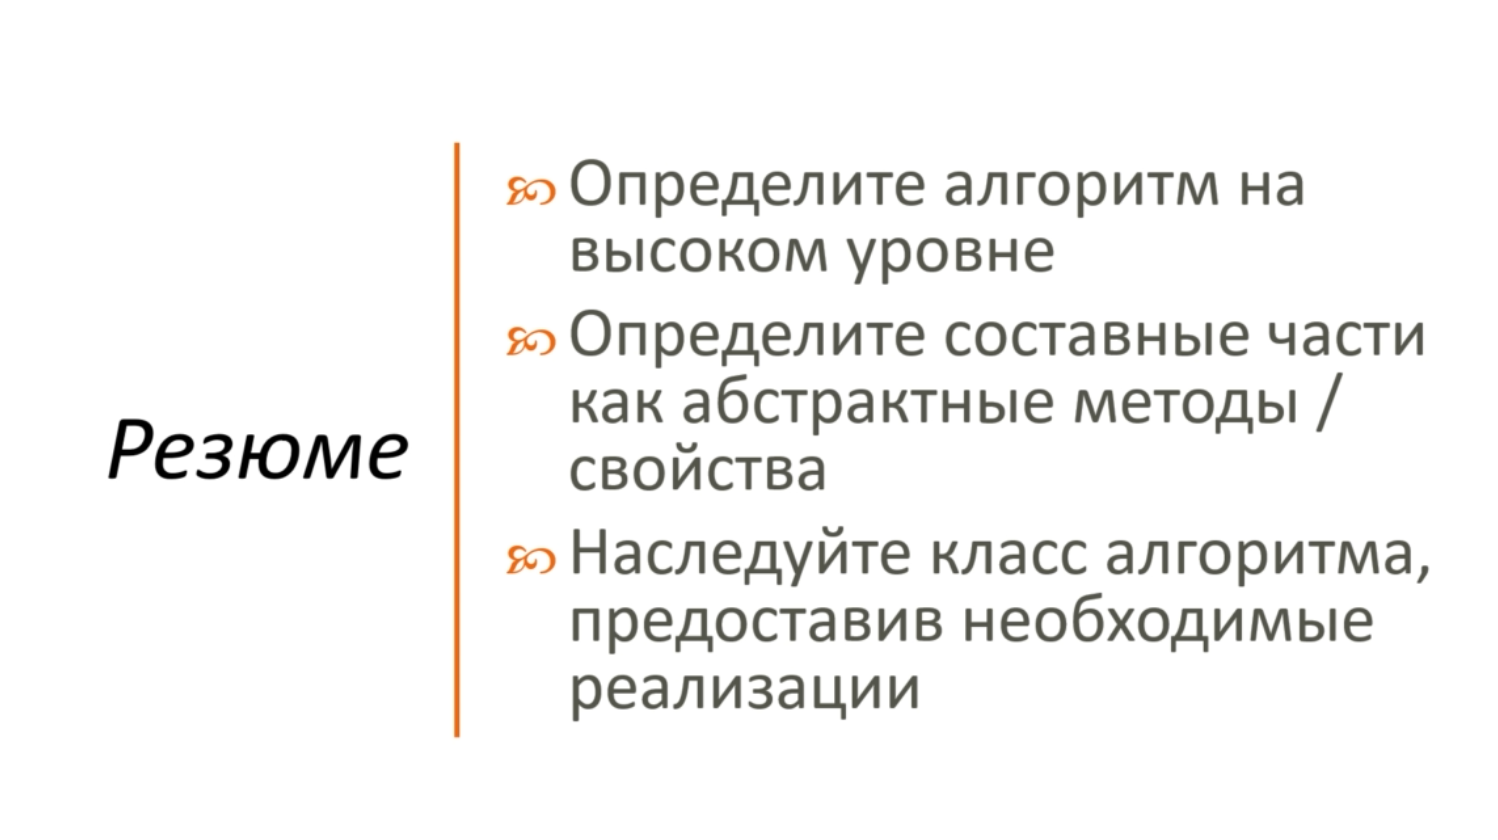 Резюме
Определите алгоритм на
высоком уровне
Определите составные части
как абстрактные методы /
свойства
Наследуйте класс алгоритма,
предоставив необходимые
реализации